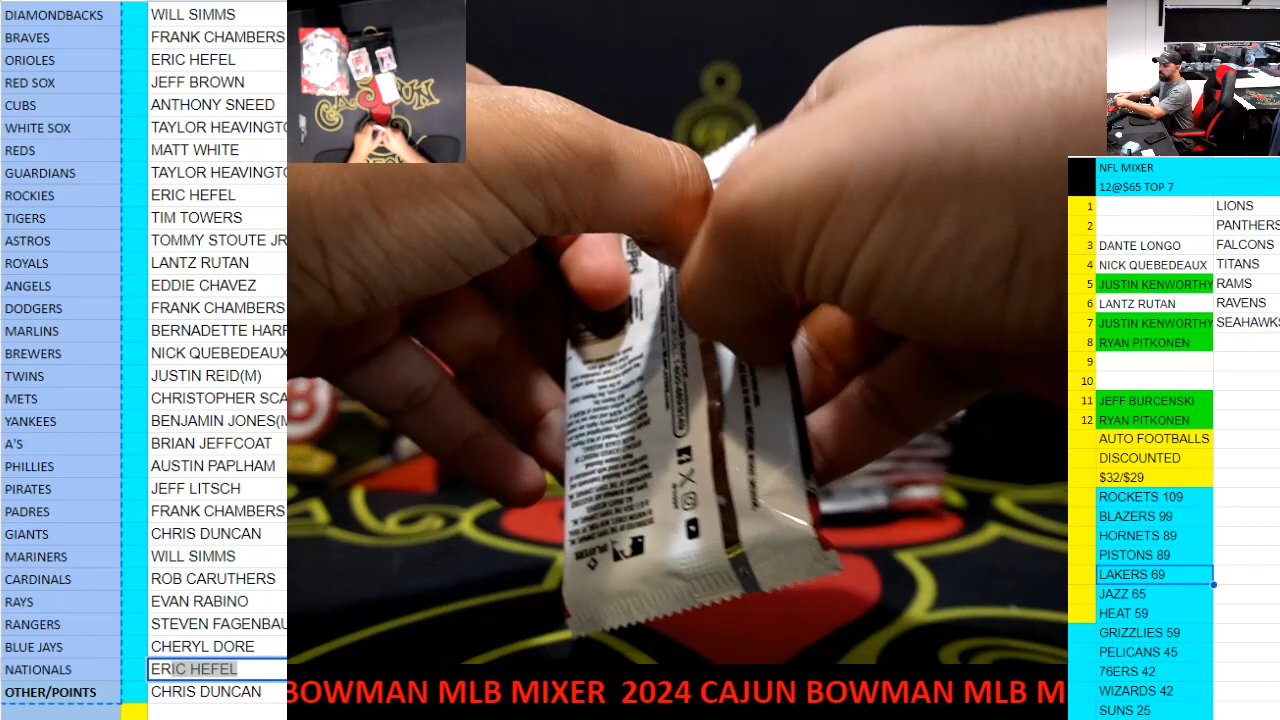 DIAMONDBACKS WILL SIMMS
BRAVES FRANK CHAMBERS
ORIOLES ERIC HEFEL
RED SOX JEFF BROWN
CUBS ANTHONY SNEED
WHITE SOX TAYLOR HEAVINGTO
REDS MATT WHITE
GUARDIANS TAYLOR HEAVINGTO
ROCKIES ERIC HEFEL
TIGERS TIM TOWERS
ASTROS TOMMY STOUTE JR
ROYALS LANTZ RUTAN
ANGELS EDDIE CHAVEZ
DODGERS FRANK CHAMBERS
MARLINS BERNADETTE HARR
BREWERS NICK QUEBEDEAUX
TWINS JUSTIN REID(M)
METS CHRISTOPHER SCA
YANKEES BENJAMIN JONES(M
A'S BRIAN JEFFCOAT
PHILLIES AUSTIN PAPLHAM
PIRATES JEFF LITSCH
PADRES FRANK CHAMBERS
GIANTS CHRIS DUNCAN
MARINERS WILL SIMMS
CARDINALS ROB CARUTHERS
RAYS EVAN RABINO
RANGERS STEVEN FAGENBAU
BLUE JAYS CHERYL DORE
NATIONALS ERIC HEFEL
OTHER/POINTS CHRIS DUNCAN
CAJUN
NFL MIXER
12@$65 TOP 7
1 LIONS
2 PANTHERS
3 DANTE LONGO FALCONS
4 NICK QUEBEDEAUX TITANS
5 JUSTIN KENWORTHY RAMS
6 LANTZ RUTAN RAVENS
7 JUSTIN KENWORTHY SEAHAWKS
8 RYAN PITKONEN
9
10
11 JEFF BURCENSKI
12 RYAN PITKONEN
AUTO FOOTBALLS
DISCOUNTED
$32/$29
ROCKETS 109
BLAZERS 99
HORNETS 89
PISTONS 89
LAKERS 69
JAZZ 65
HEAT 59
GRIZZLIES 59
PELICANS 45
76ERS 42
WIZARDS 42
SUNS 25
BOWMAN MLB MIXER 2024 CAJUN BOWMAN MLB M